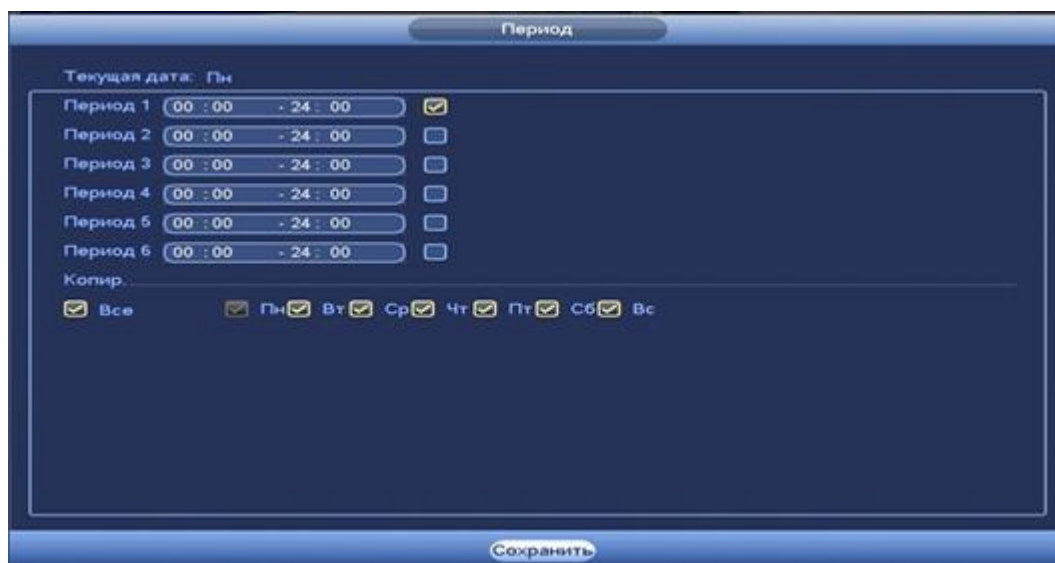 Период
Текущая дата: Пн
Период 1 00 : 00 - 24 : 00
Период 2 00 : 00 - 24 : 00
Период 3 00 : 00 - 24 : 00
Период 4 00 : 00 - 24 : 00
Период 5 00 : 00 - 24 : 00
Период 6 00 : 00 - 24 : 00
Копир.
Все Пн Вт Ср Чт Пт Сб Вс
Сохранить